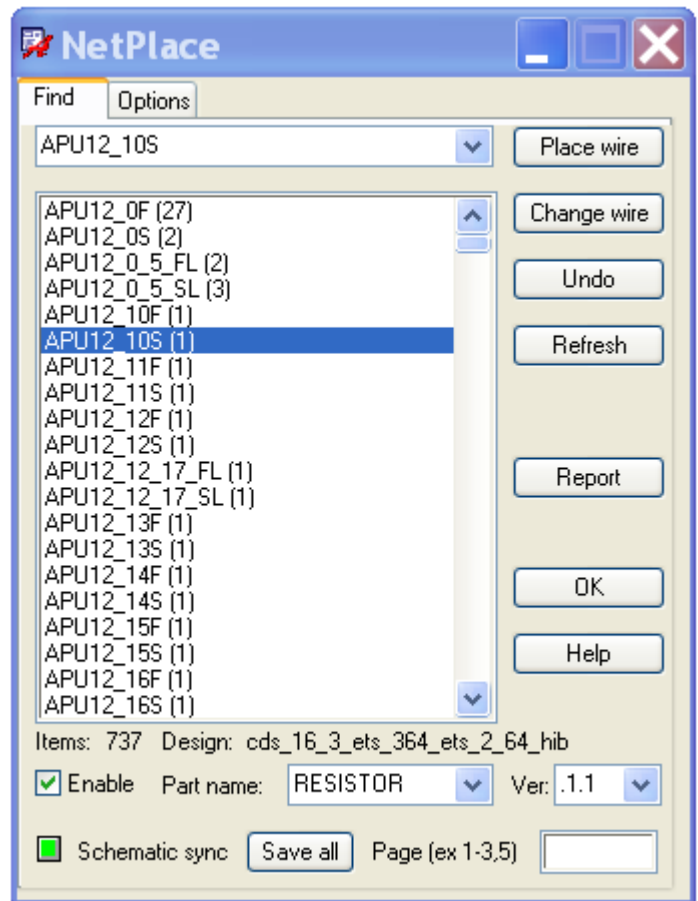 NetPlace
Find Options
APU12_10S Place wire
Change wire
Undo
Refresh
Report
OK
Help
APU12_0F (27)
APU12_0S (2)
APU12_0_5_FL (2)
APU12_0_5_SL (3)
APU12_10F (1)
APU12_10S (1)
APU12_11F (1)
APU12_11S (1)
APU12_12F (1)
APU12_12S (1)
APU12_12_17_FL (1)
APU12_12_17_SL (1)
APU12_13F (1)
APU12_13S (1)
APU12_14F (1)
APU12_14S (1)
APU12_15F (1)
APU12_15S (1)
APU12_16F (1)
APU12_16S (1)
Items: 737 Design: cds_16_3_ets_364_ets_2_64_hib
Enable Part name: RESISTOR Ver: .1.1
Schematic sync Save all Page (ex 1-3,5)